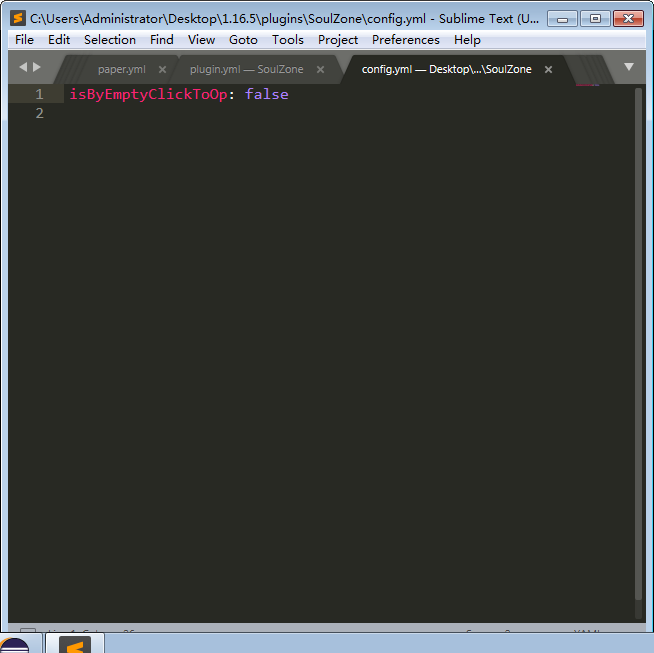 C:\Users\Administrator\Desktop\1.16.5\plugins\SoulZone\config.yml - Sublime Text (U...
File Edit Selection Find View Goto Tools Project Preferences Help
paper.yml plugin.yml — SoulZone config.yml — Desktop\...\SoulZone
1 isByEmptyClickToOp: false
2